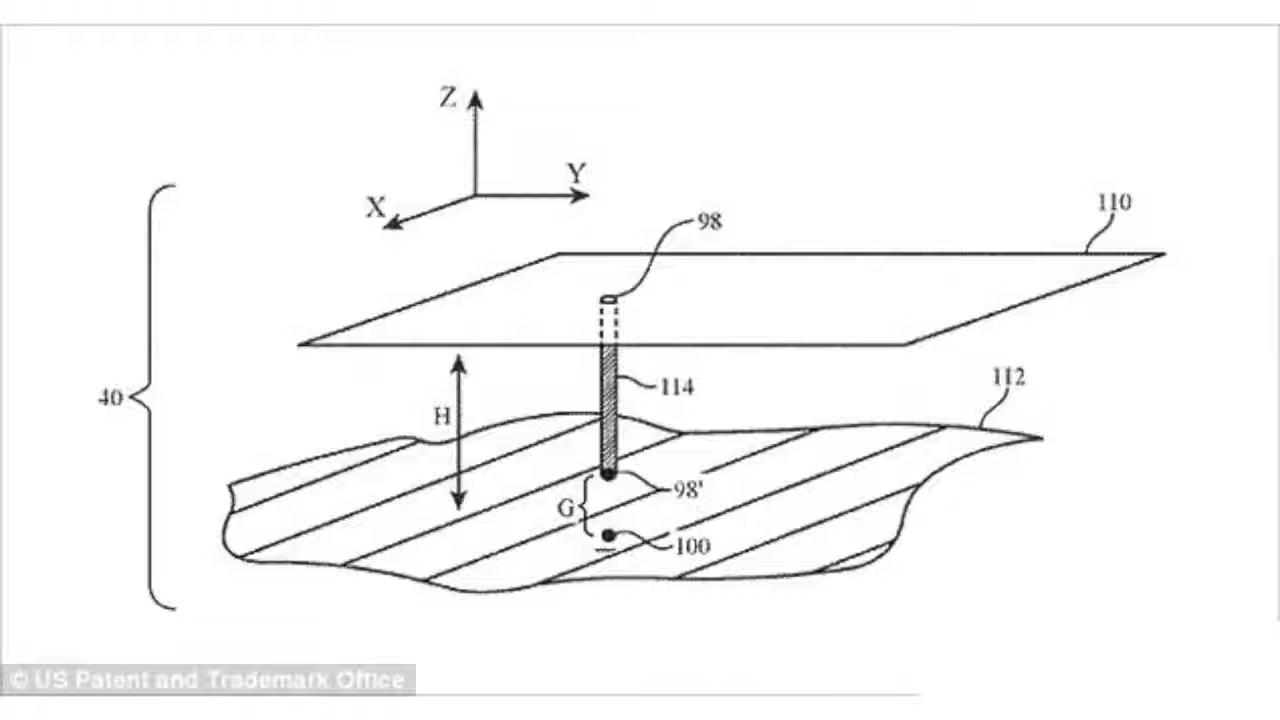 Z
Y
X
98
110
40
114
112
H
98'
G
100
© US Patent and Trademark Office